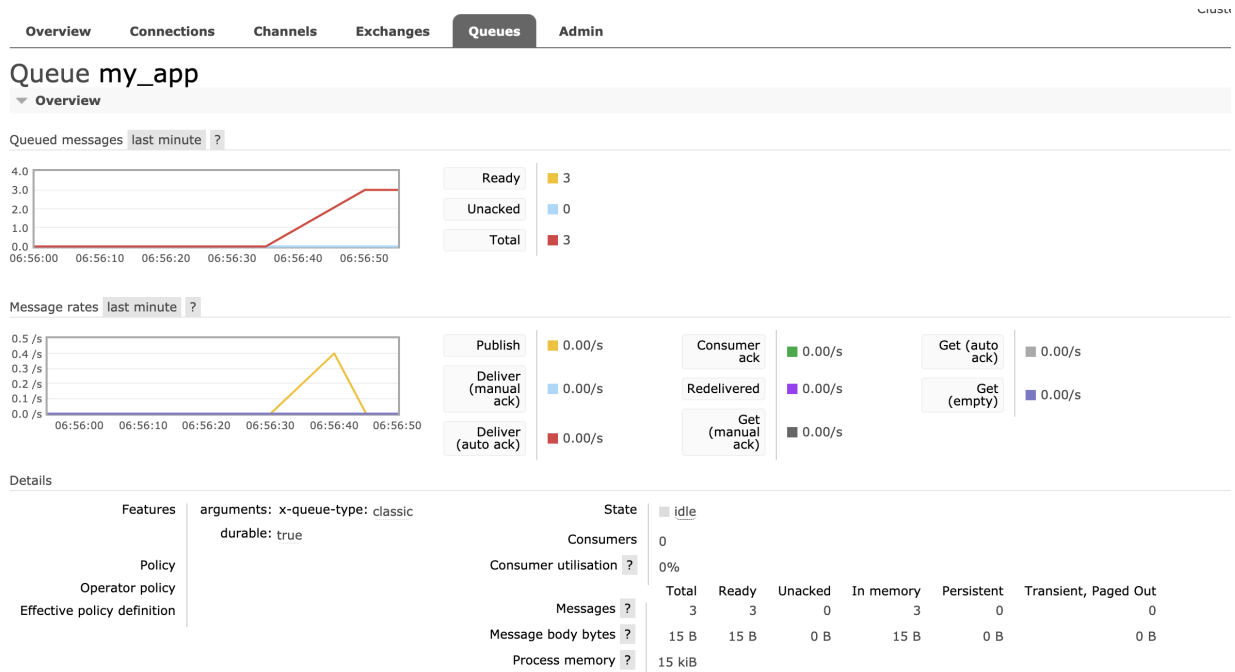 Overview Connections Channels Exchanges Queues Admin
Queue my_app
Overview
Queued messages last minute ?
4.0
3.0
2.0
1.0
0.0
06:56:00 06:56:10 06:56:20 06:56:30 06:56:40 06:56:50
Ready 3
Unacked 0
Total 3
Message rates last minute ?
0.5 /s
0.4 /s
0.3 /s
0.2 /s
0.1 /s
0.0 /s
06:56:00 06:56:10 06:56:20 06:56:30 06:56:40 06:56:50
Publish 0.00/s
Deliver
(manual 0.00/s
ack)
Deliver
(auto ack) 0.00/s
Consumer
ack 0.00/s
Redelivered 0.00/s
Get
(manual 0.00/s
ack)
Get (auto
ack) 0.00/s
Get
(empty) 0.00/s
Details
Features arguments: x-queue-type: classic
durable: true
Policy
Operator policy
Effective policy definition
State idle
Consumers 0
Consumer utilisation ? 0%
Total Ready Unacked In memory Persistent Transient, Paged Out
Messages ? 3 3 0 3 0 0
Message body bytes ? 15 B 15 B 0 B 15 B 0 B 0 B
Process memory ? 15 kiB